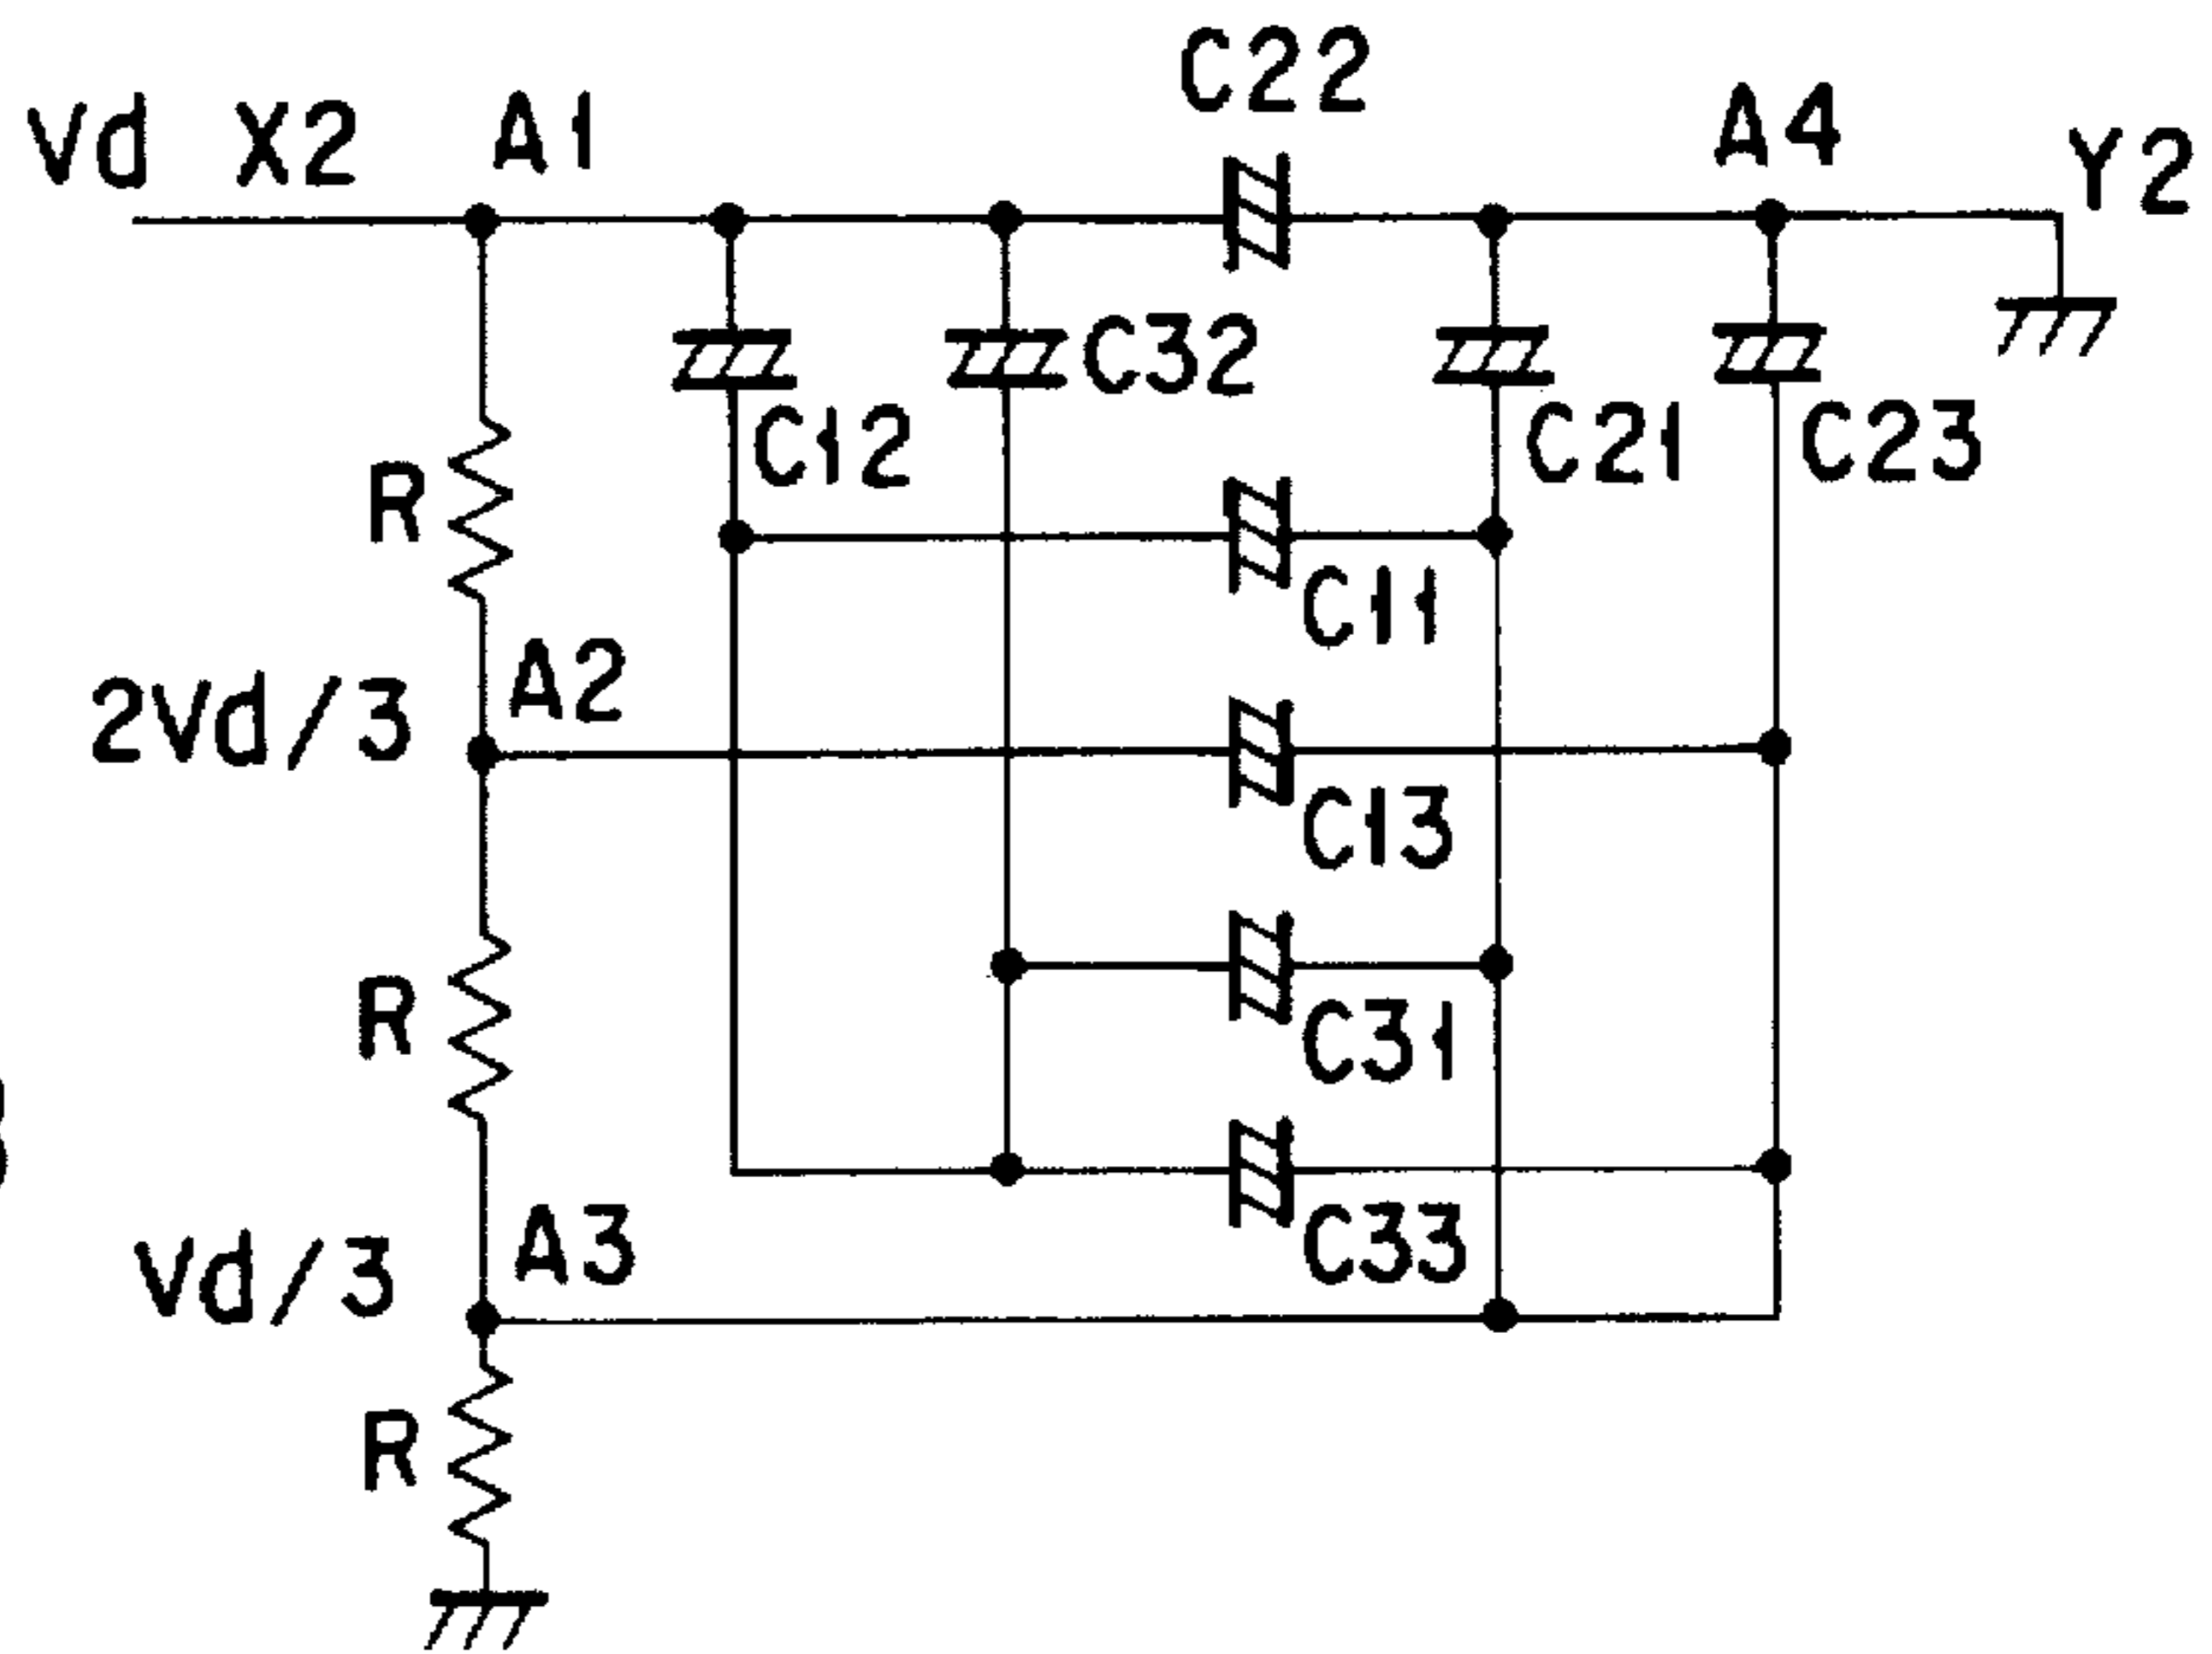 C22
Vd X2 A1 A4 Y2
C32
C12 C21 C23
R
C11
A2
2Vd/3
C13
R
C31
A3
Vd/3 C33
R